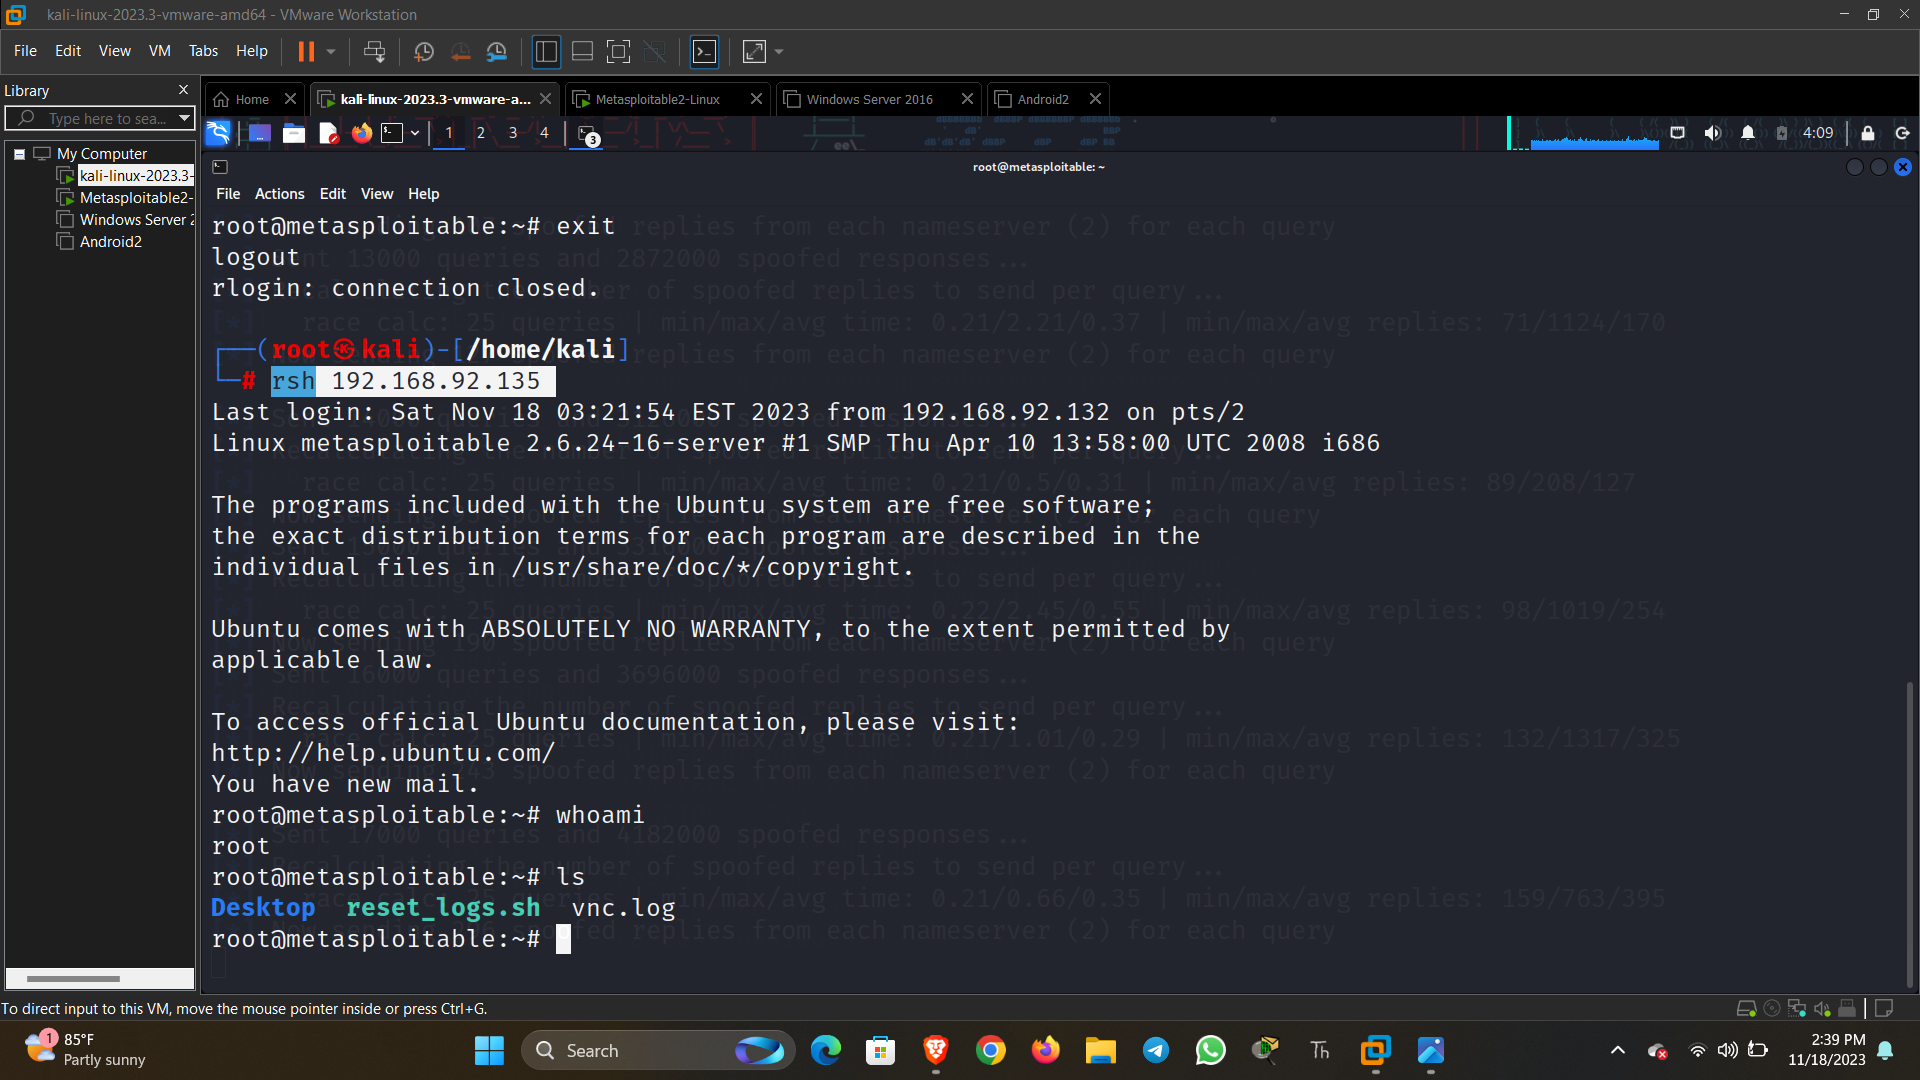 kali-linux-2023.3-vmware-amd64 - VMware Workstation
File Edit View VM Tabs Help
Library
Type here to sea...
Home
kali-linux-2023.3-vmware-a...
Metasploitable2-Linux
Windows Server 2016
Android2
1 2 3 4
3
4:09
My Computer
kali-linux-2023.3-
Metasploitable2-
Windows Server 2
Android2
root@metasploitable: ~
File Actions Edit View Help
root@metasploitable:~# exit
logout
rlogin: connection closed.
(root㉿kali)-[/home/kali]
# rsh 192.168.92.135
Last login: Sat Nov 18 03:21:54 EST 2023 from 192.168.92.132 on pts/2
Linux metasploitable 2.6.24-16-server #1 SMP Thu Apr 10 13:58:00 UTC 2008 i686
The programs included with the Ubuntu system are free software;
the exact distribution terms for each program are described in the
individual files in /usr/share/doc/*/copyright.
Ubuntu comes with ABSOLUTELY NO WARRANTY, to the extent permitted by
applicable law.
To access official Ubuntu documentation, please visit:
http://help.ubuntu.com/
You have new mail.
root@metasploitable:~# whoami
root
root@metasploitable:~# ls
Desktop reset_logs.sh vnc.log
root@metasploitable:~#
To direct input to this VM, move the mouse pointer inside or press Ctrl+G.
1
85°F
Partly sunny
Search
Th
2:39 PM
11/18/2023